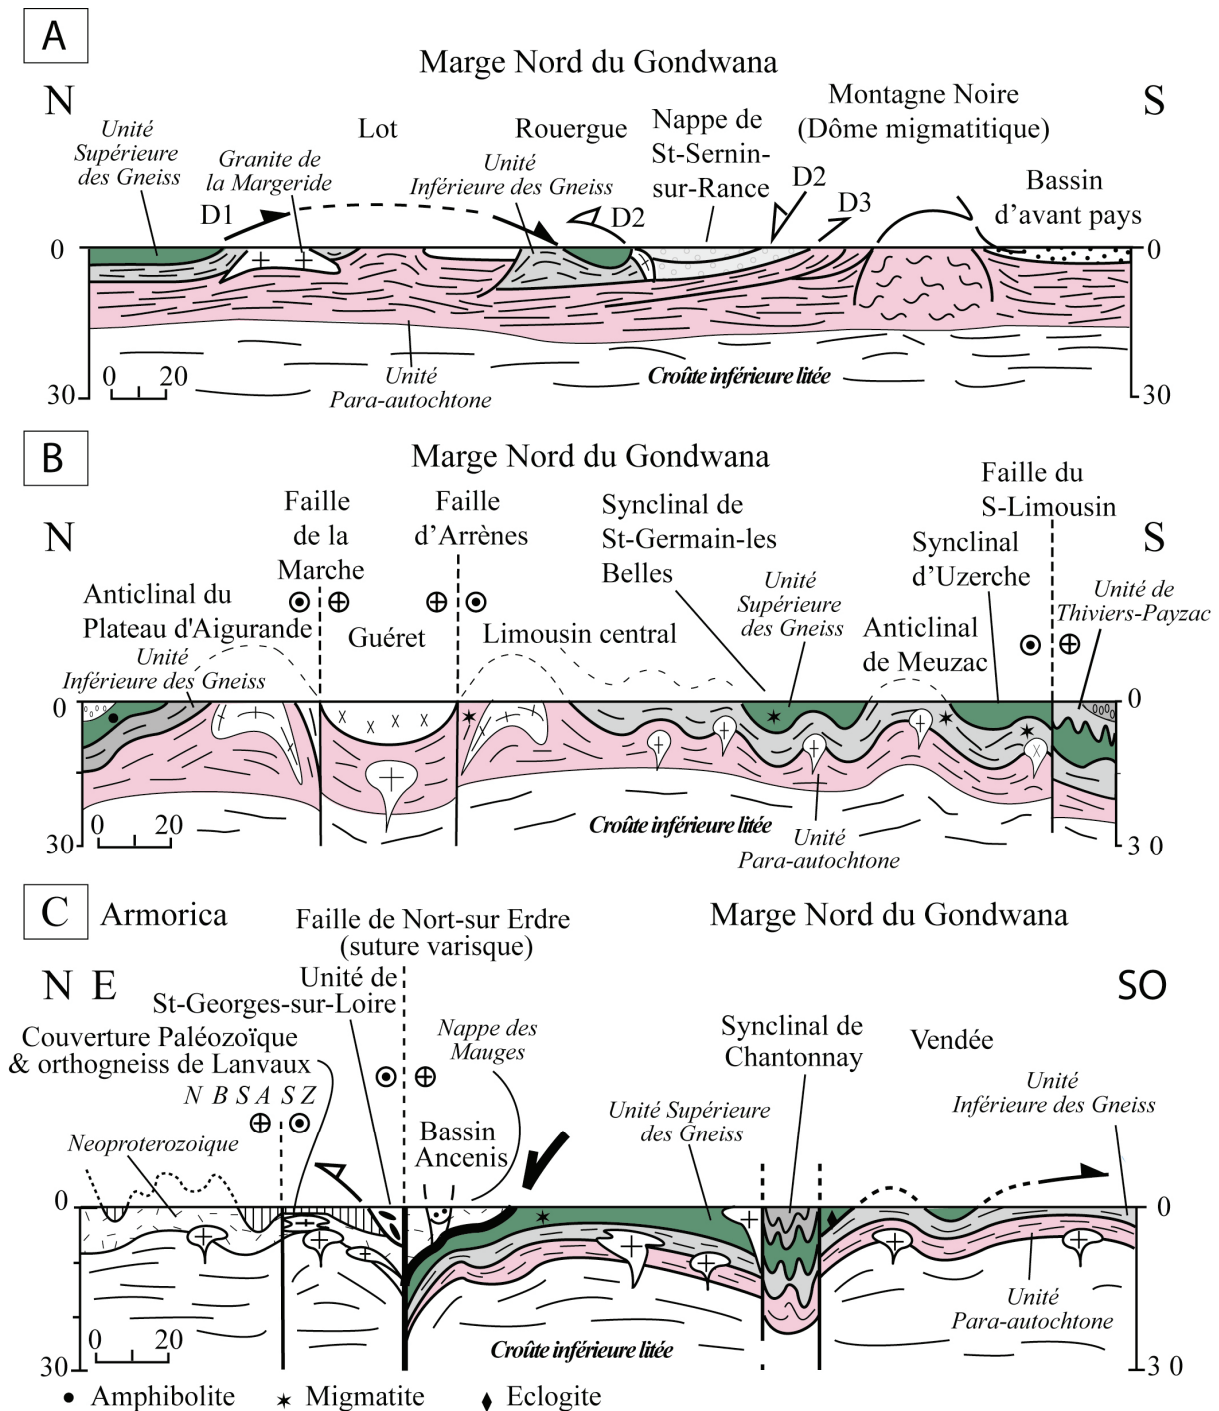 A
Marge Nord du Gondwana
N
S
Unité
Supérieure
des Gneiss
Granite de
la Margeride
Lot
Rouergue
Unité
Inférieure des Gneiss
Nappe de
St-Sernin-
sur-Rance
Montagne Noire
(Dôme migmatitique)
Bassin
d'avant pays
D1
D2
D2
D3
0
0
0 20
30
30
Unité
Para-autochtone
Croûte inférieure litée
B
Marge Nord du Gondwana
N
S
Faille
de la
Marche
Faille
d'Arrènes
Synclinal de
St-Germain-les
Belles
Faille du
S-Limousin
Synclinal
d'Uzerche
Anticlinal du
Plateau d'Aigurande
Unité
Inférieure des Gneiss
Guéret
Limousin central
Unité
Supérieure
des Gneiss
Anticlinal
de Meuzac
Unité de
Thiviers-Payzac
0
0
0 20
30
3 0
Croûte inférieure litée
Unité
Para-autochtone
C
Armorica
Faille de Nort-sur Erdre
(suture varisque)
Marge Nord du Gondwana
N E
SO
Unité de
St-Georges-sur-Loire
Couverture Paléozoïque
& orthogneiss de Lanvaux
N B S A S Z
Neoproterozoique
Nappe des
Mauges
Bassin
Ancenis
Unité Supérieure
des Gneiss
Synclinal de
Chantonnay
Vendée
Unité
Inférieure des Gneiss
0
0
0 20
30
3 0
Croûte inférieure litée
Unité
Para-autochtone
Amphibolite
Migmatite
Eclogite